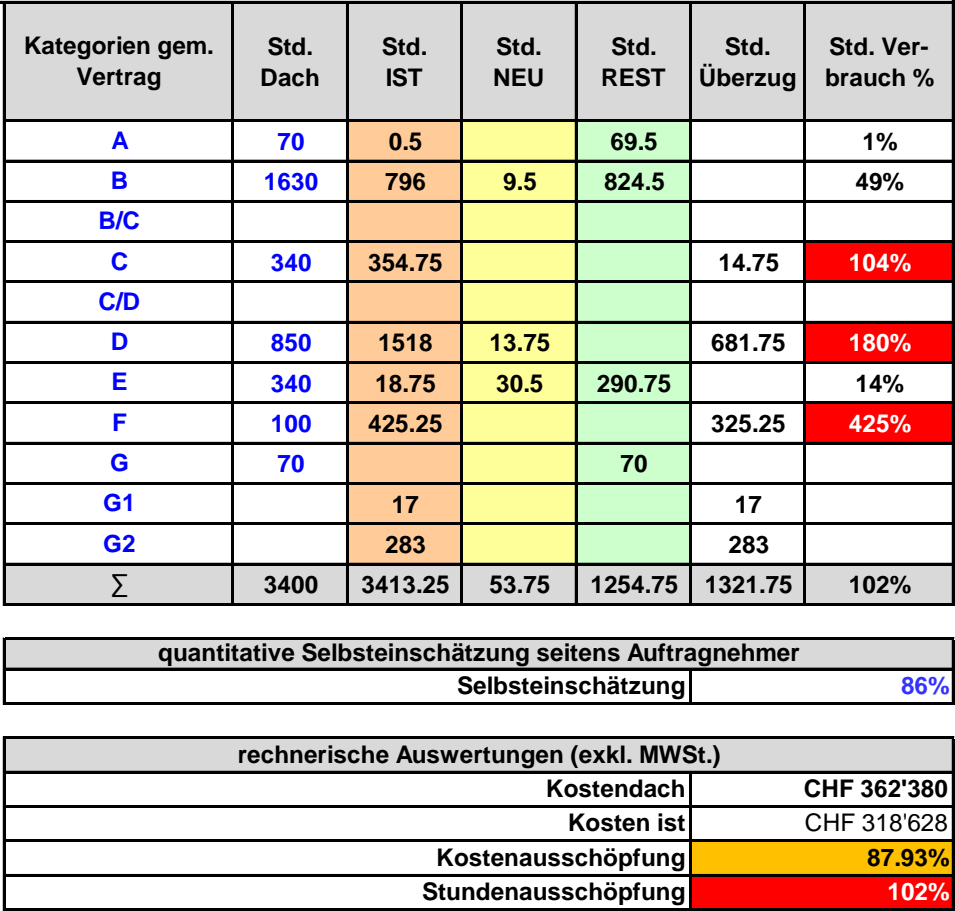 Kategorien gem. Vertrag Std. Dach Std. IST Std. NEU Std. REST Std. Überzug Std. Ver-brauch %
A 70 0.5 69.5 1%
B 1630 796 9.5 824.5 49%
B/C
C 340 354.75 14.75 104%
C/D
D 850 1518 13.75 681.75 180%
E 340 18.75 30.5 290.75 14%
F 100 425.25 325.25 425%
G 70 70
G1 17 17
G2 283 283
∑ 3400 3413.25 53.75 1254.75 1321.75 102%
quantitative Selbsteinschätzung seitens Auftragnehmer
Selbsteinschätzung 86%
rechnerische Auswertungen (exkl. MWSt.)
Kostendach CHF 362'380
Kosten ist CHF 318'628
Kostenausschöpfung 87.93%
Stundenausschöpfung 102%